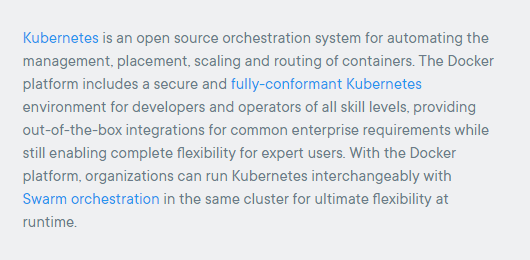 Kubernetes is an open source orchestration system for automating the
management, placement, scaling and routing of containers. The Docker
platform includes a secure and fully-conformant Kubernetes
environment for developers and operators of all skill levels, providing
out-of-the-box integrations for common enterprise requirements while
still enabling complete flexibility for expert users. With the Docker
platform, organizations can run Kubernetes interchangeably with
Swarm orchestration in the same cluster for ultimate flexibility at
runtime.